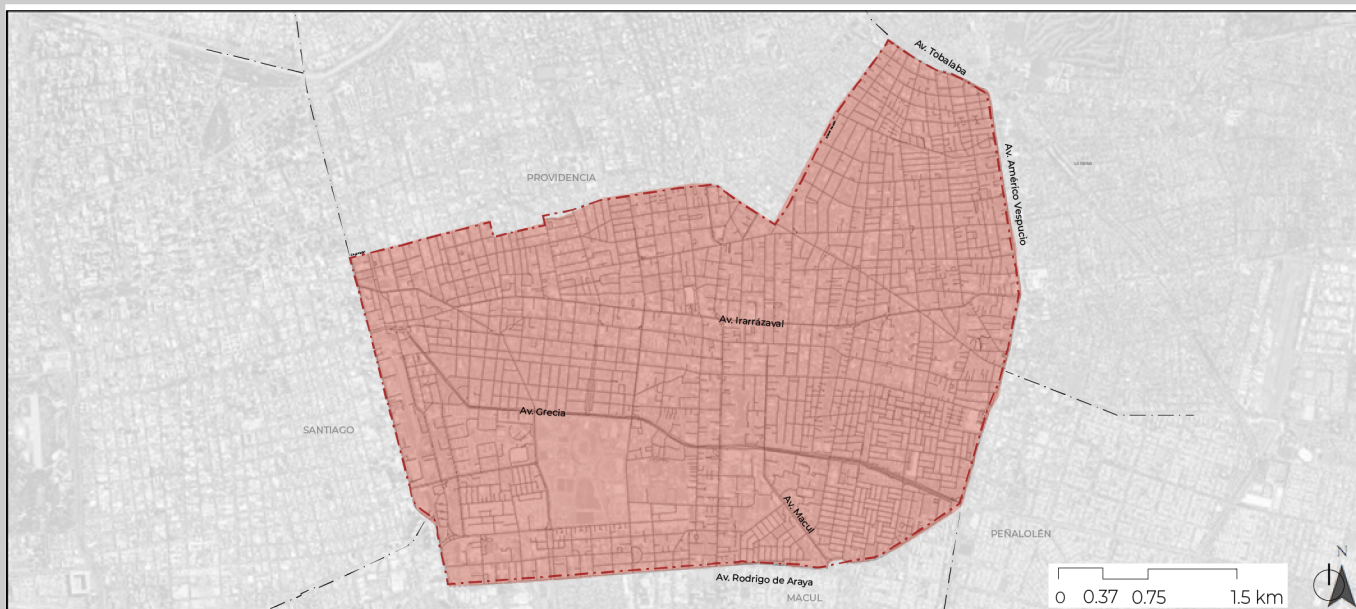 Av. Tobalaba
Av. Américo Vespucio
PROVIDENCIA
Av. Irarrázaval
Av. Grecia
SANTIAGO
Av. Macul
PEÑALOLÉN
Av. Rodrigo de Araya
MACUL
N
0 0.37 0.75 1.5 km